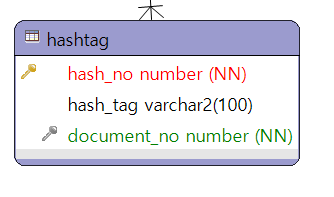 hashtag
hash_no number (NN)
hash_tag varchar2(100)
document_no number (NN)